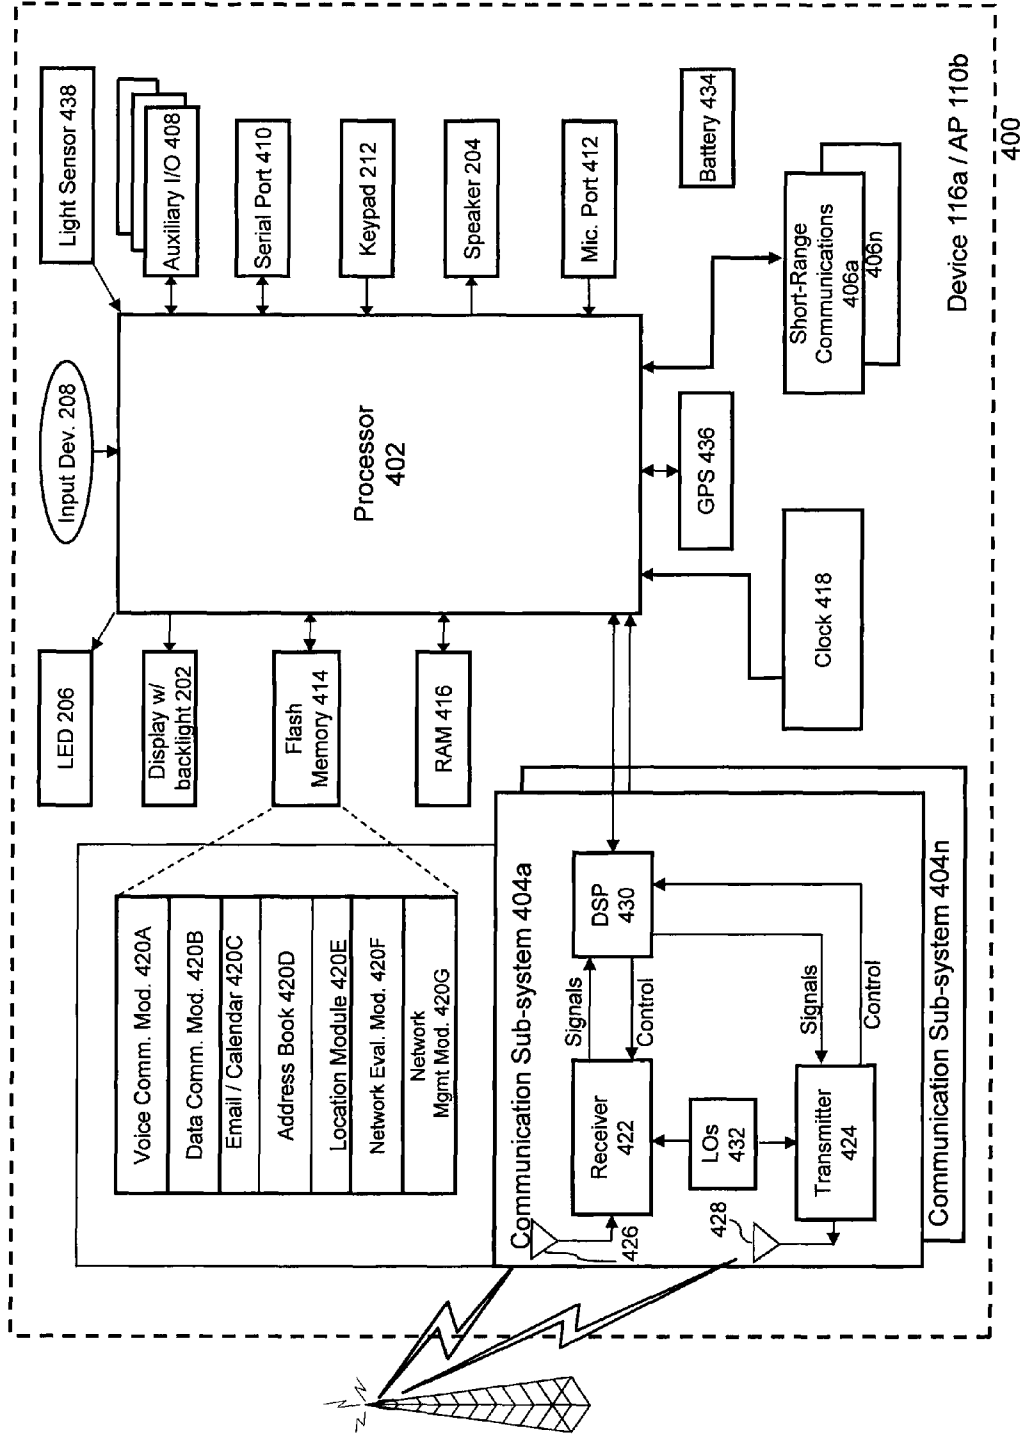 LED 206
Input Dev. 208
Light Sensor 438
Display w/
backlight 202
Auxiliary I/O 408
Flash
Memory 414
Serial Port 410
RAM 416
Keypad 212
Speaker 204
Mic. Port 412
Processor
402
Voice Comm. Mod. 420A
Data Comm. Mod. 420B
Email / Calendar 420C
Address Book 420D
Location Module 420E
Network Eval. Mod. 420F
Network
Mgmt Mod. 420G
Communication Sub-system 404a
426
Receiver
422
Signals
Control
DSP
430
LOs
432
428
Transmitter
424
Signals
Control
Communication Sub-system 404n
Clock 418
GPS 436
Battery 434
Short-Range
Communications
406a
406n
Device 116a / AP 110b
400